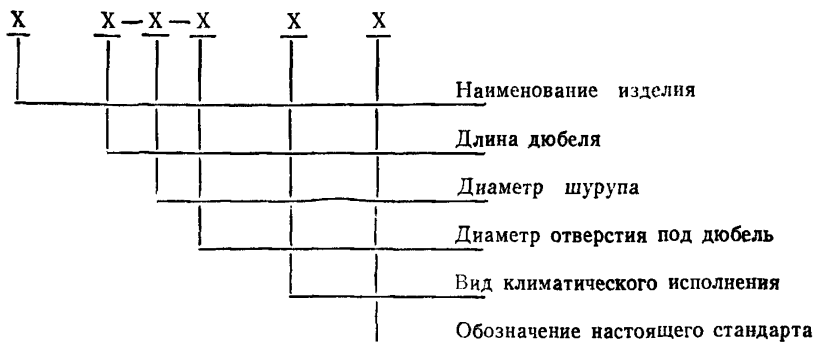 X X—X—X X X
Наименование изделия
Длина дюбеля
Диаметр шурупа
Диаметр отверстия под дюбель
Вид климатического исполнения
Обозначение настоящего стандарта